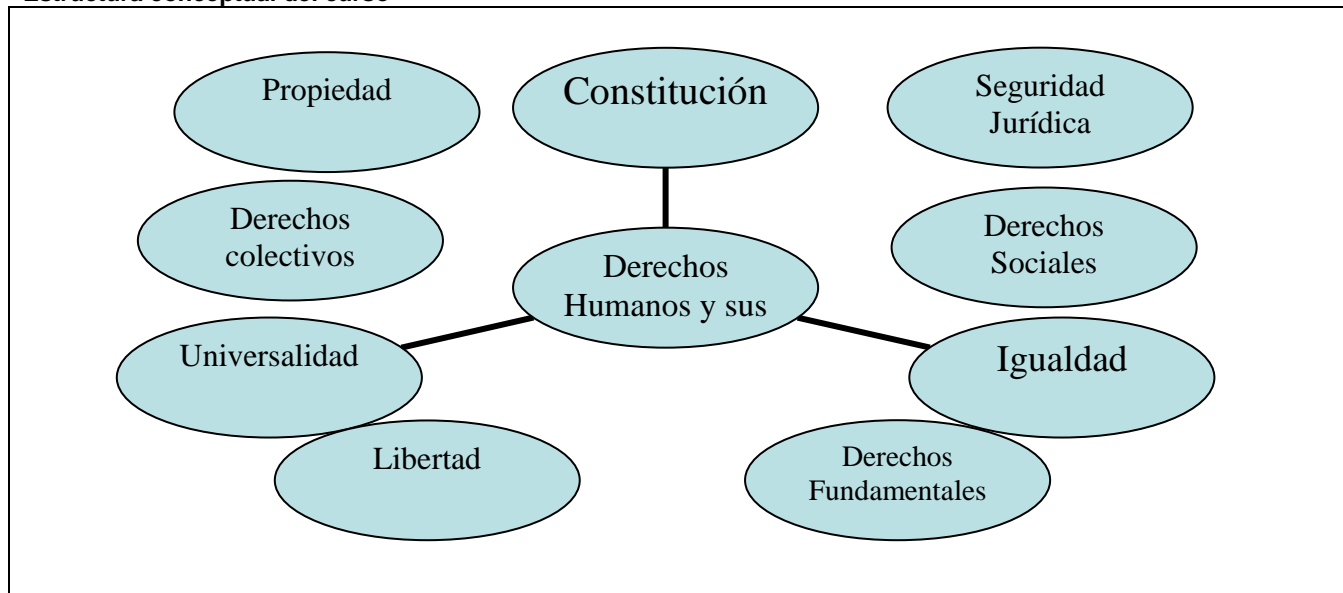 Estructura conceptual del curso
Propiedad
Constitución
Seguridad
Jurídica
Derechos
colectivos
Derechos
Sociales
Derechos
Humanos y sus
Universalidad
Igualdad
Libertad
Derechos
Fundamentales